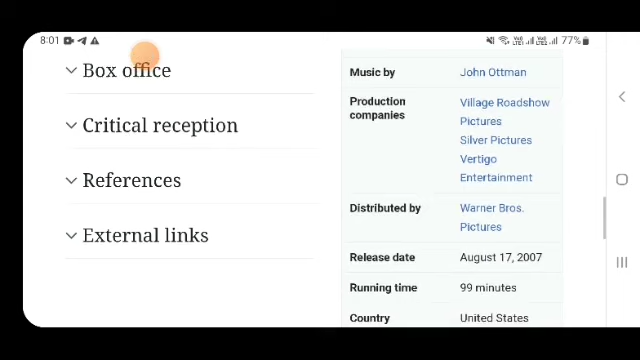 8:01
77%
Box office
Critical reception
References
External links
Music by John Ottman
Production companies Village Roadshow
Pictures
Silver Pictures
Vertigo
Entertainment
Distributed by Warner Bros.
Pictures
Release date August 17, 2007
Running time 99 minutes
Country United States